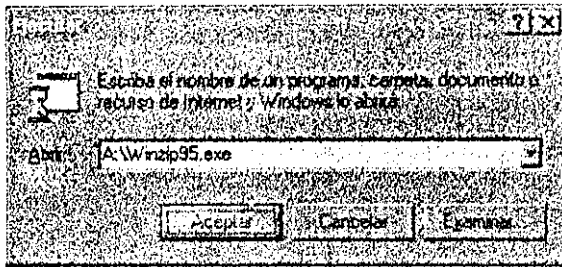 Escriba el nombre de un programa, carpeta, documento o
recurso de Internet y Windows lo abrirá.
Abrir:
A:\Winzip95.exe
Aceptar
Cancelar
Examinar...